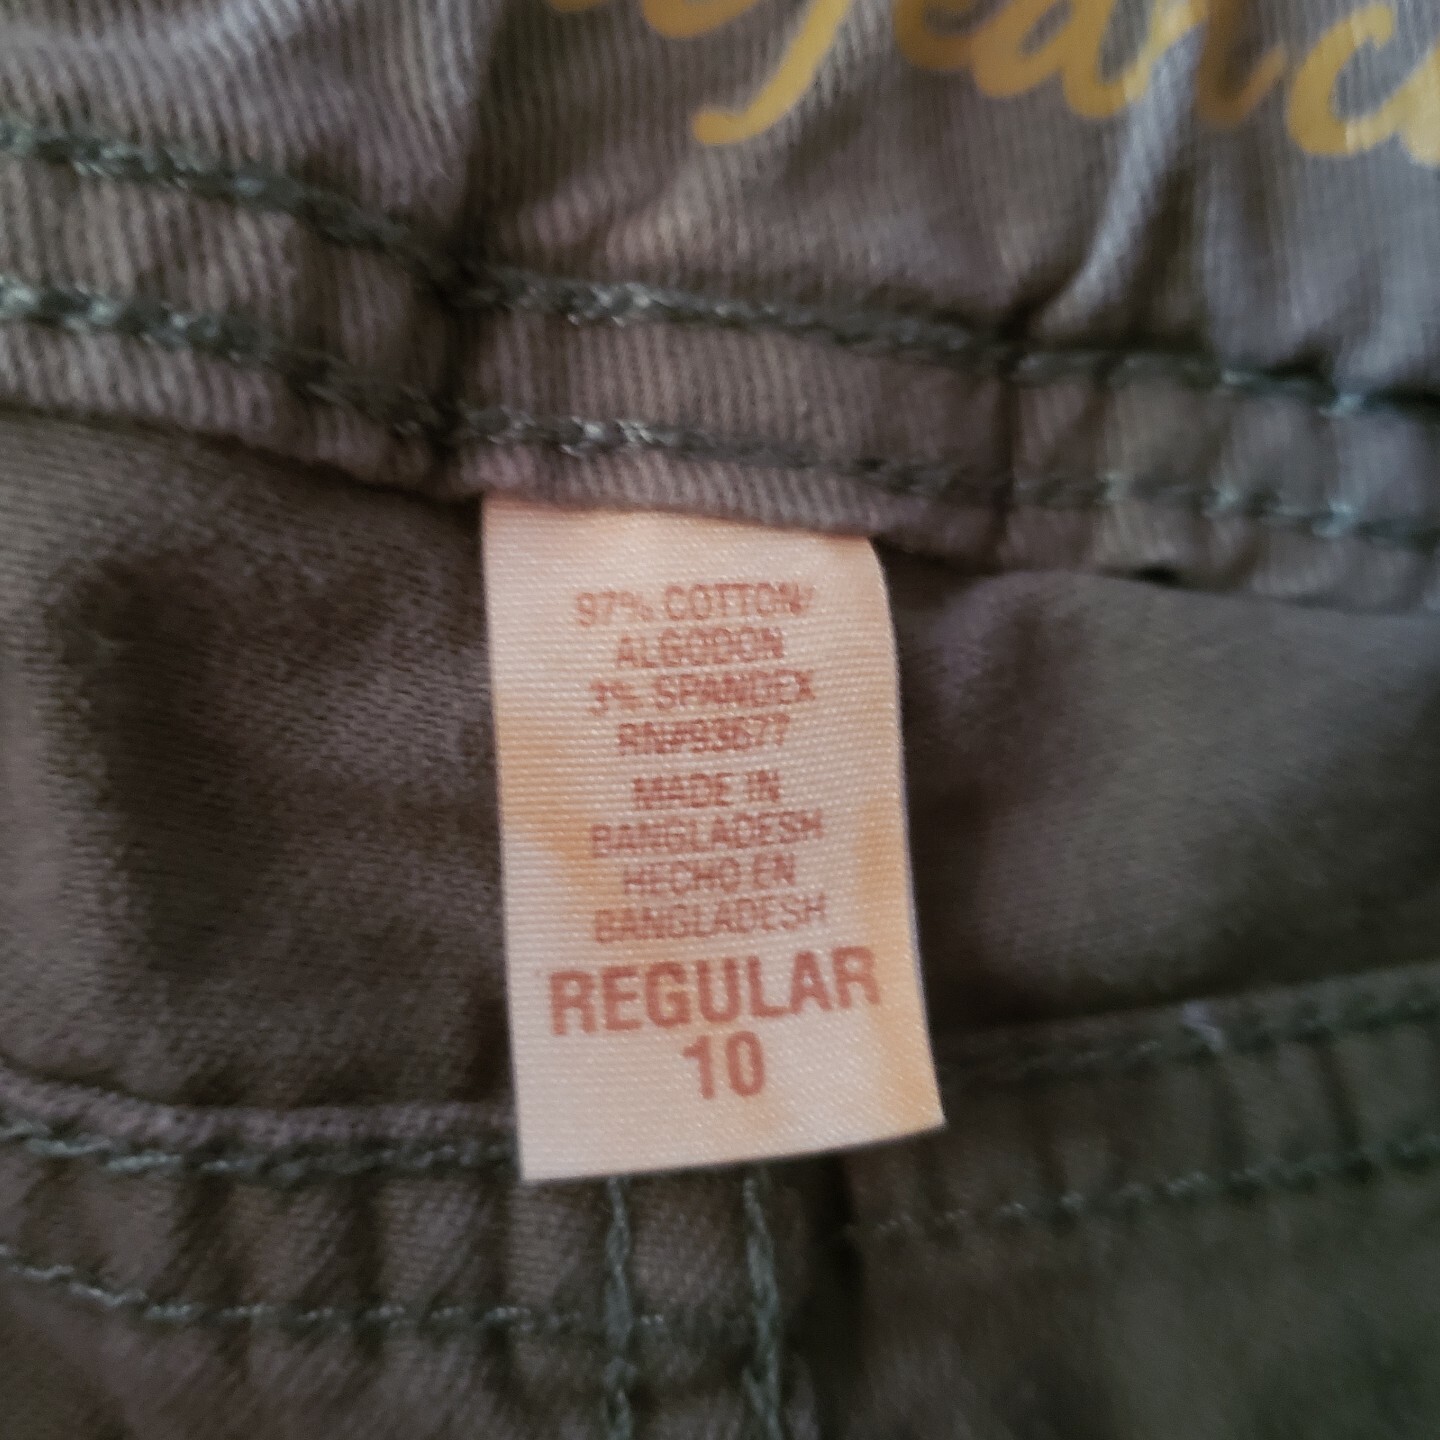 97% COTTON/
ALGODON
3% SPANDEX
RN#93677
MADE IN
BANGLADESH
HECHO EN
BANGLADESH
REGULAR
10